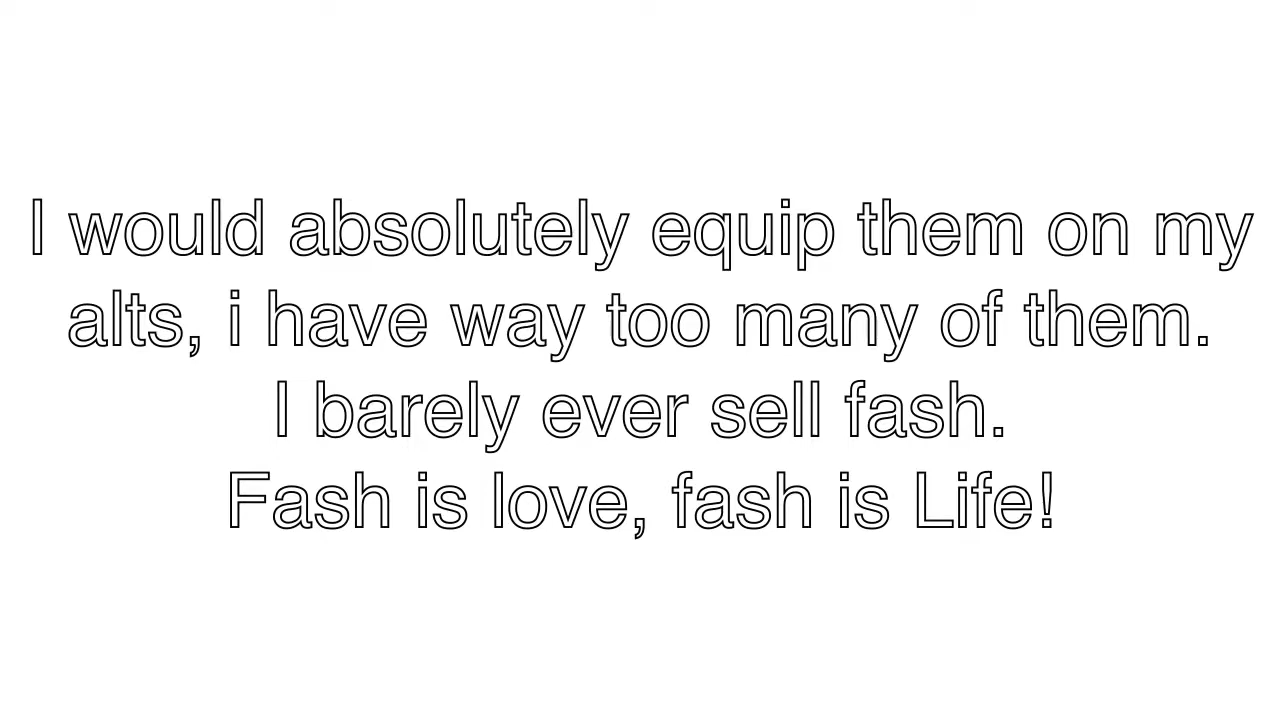 I would absolutely equip them on my
alts, i have way too many of them.
I barely ever sell fash.
Fash is love, fash is Life!